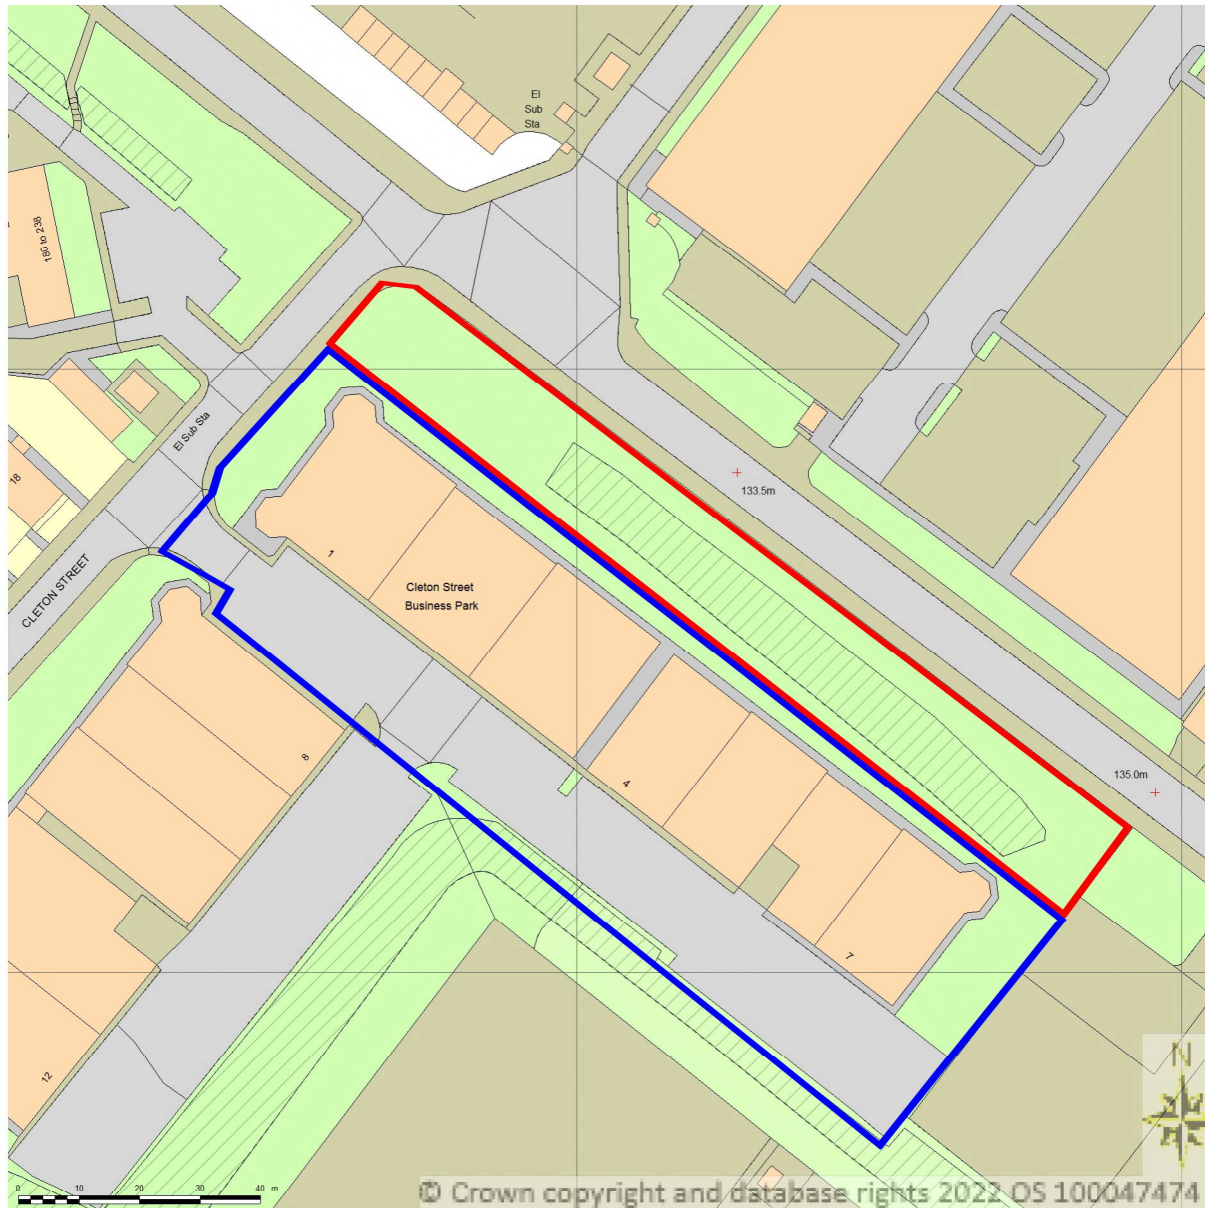 El
Sub
Sta
180 to 238
El Sub Sta
18
133.5m
1
Cleton Street
Business Park
CLETON STREET
135.0m
8
4
7
12
N
0 10 20 30 40 m
© Crown copyright and database rights 2022 OS 100047474